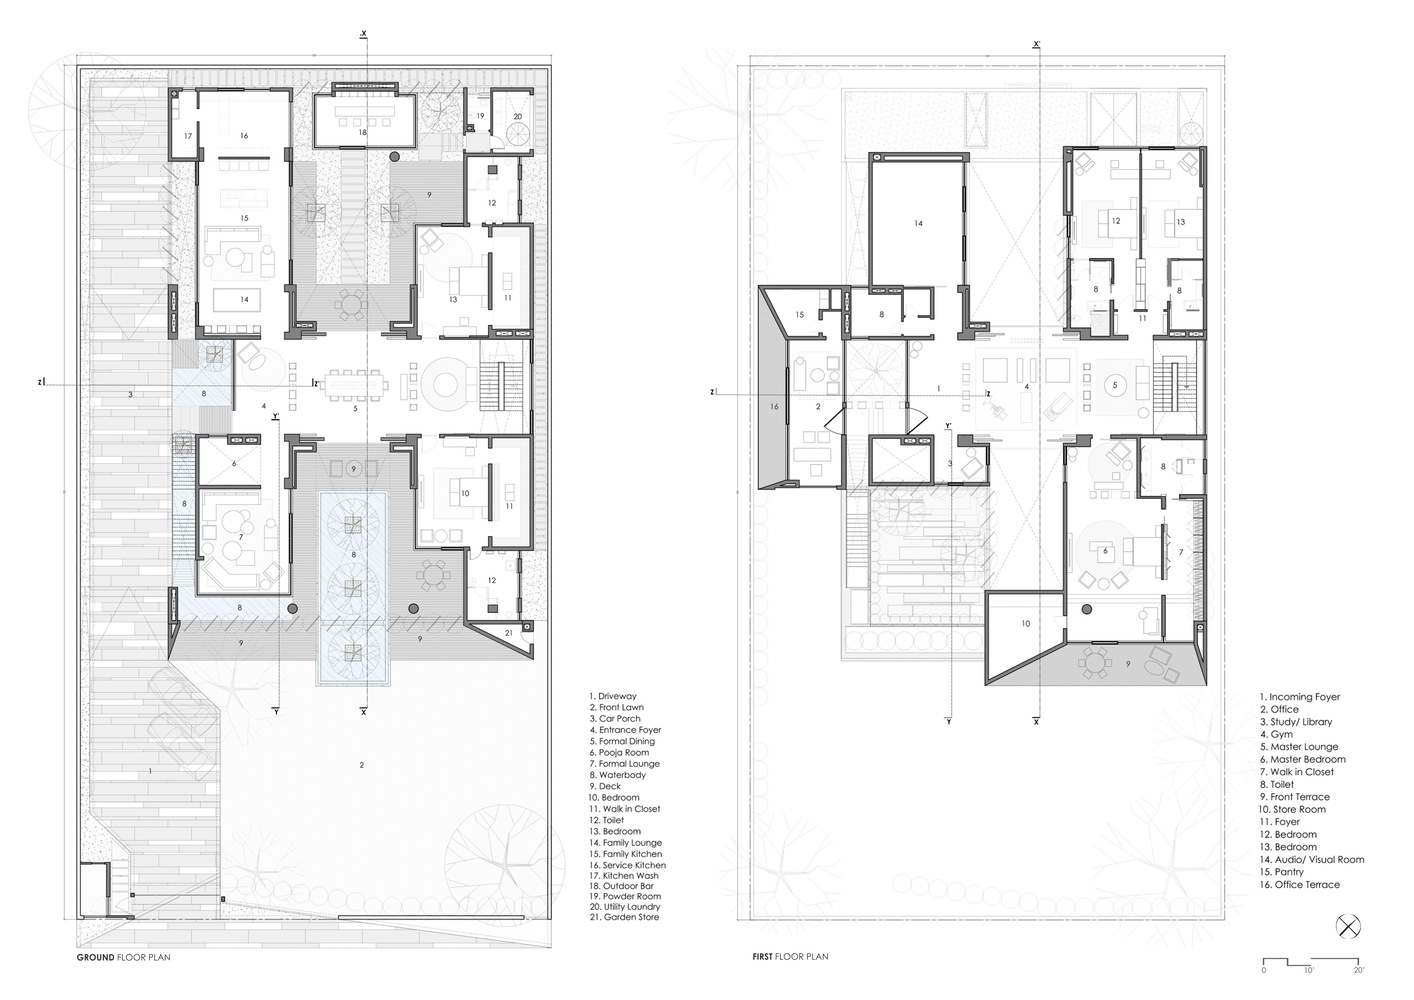 X
X'
17
16
18
19
20
9
12
15
13
11
14
Z
Z'
3
8
4
5
Y'
6
9
10
11
8
7
8
12
8
9
9
21
Y
X
1
2
1. Driveway
2. Front Lawn
3. Car Porch
4. Entrance Foyer
5. Formal Dining
6. Pooja Room
7. Formal Lounge
8. Waterbody
9. Deck
10. Bedroom
11. Walk in Closet
12. Toilet
13. Bedroom
14. Family Lounge
15. Family Kitchen
16. Service Kitchen
17. Kitchen Wash
18. Outdoor Bar
19. Powder Room
20. Utility Laundry
21. Garden Store
GROUND FLOOR PLAN
14
12
13
8
8
11
15
8
Z
Z
16
2
1
4
5
Y'
3
8
6
7
10
9
Y
X
1. Incoming Foyer
2. Office
3. Study/ Library
4. Gym
5. Master Lounge
6. Master Bedroom
7. Walk in Closet
8. Toilet
9. Front Terrace
10. Store Room
11. Foyer
12. Bedroom
13. Bedroom
14. Audio/ Visual Room
15. Pantry
16. Office Terrace
FIRST FLOOR PLAN
0 10' 20'